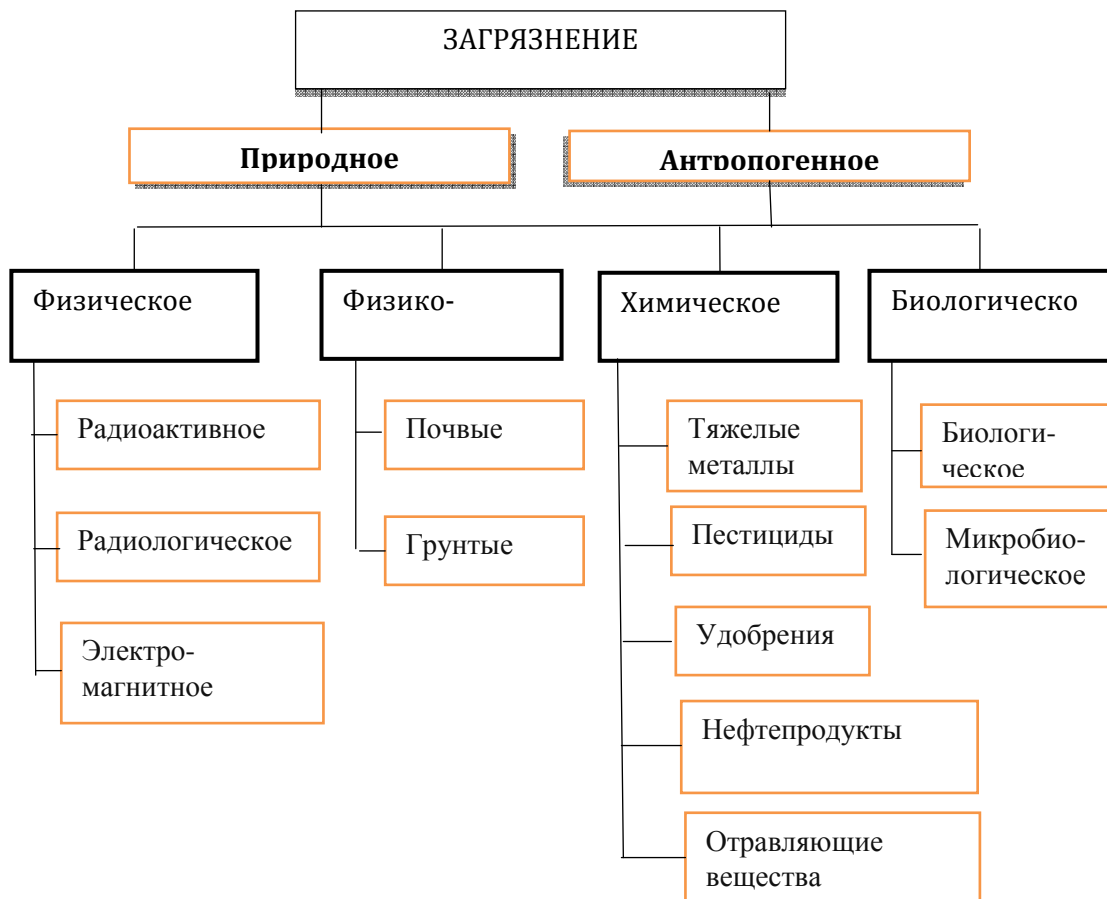 ЗАГРЯЗНЕНИЕ
Природное
Антропогенное
Физическое
Физико-
Химическое
Биологическо
Радиоактивное
Радиологическое
Электро-
магнитное
Почвые
Грунтые
Тяжелые
металлы
Пестициды
Удобрения
Нефтепродукты
Отравляющие
вещества
Биологи-
ческое
Микробио-
логическое